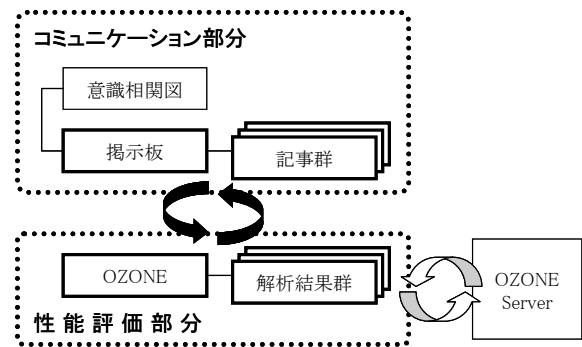 コミュニケーション部分
意識相関図
掲示板
記事群
OZONE
解析結果群
性能評価部分
OZONE
Server